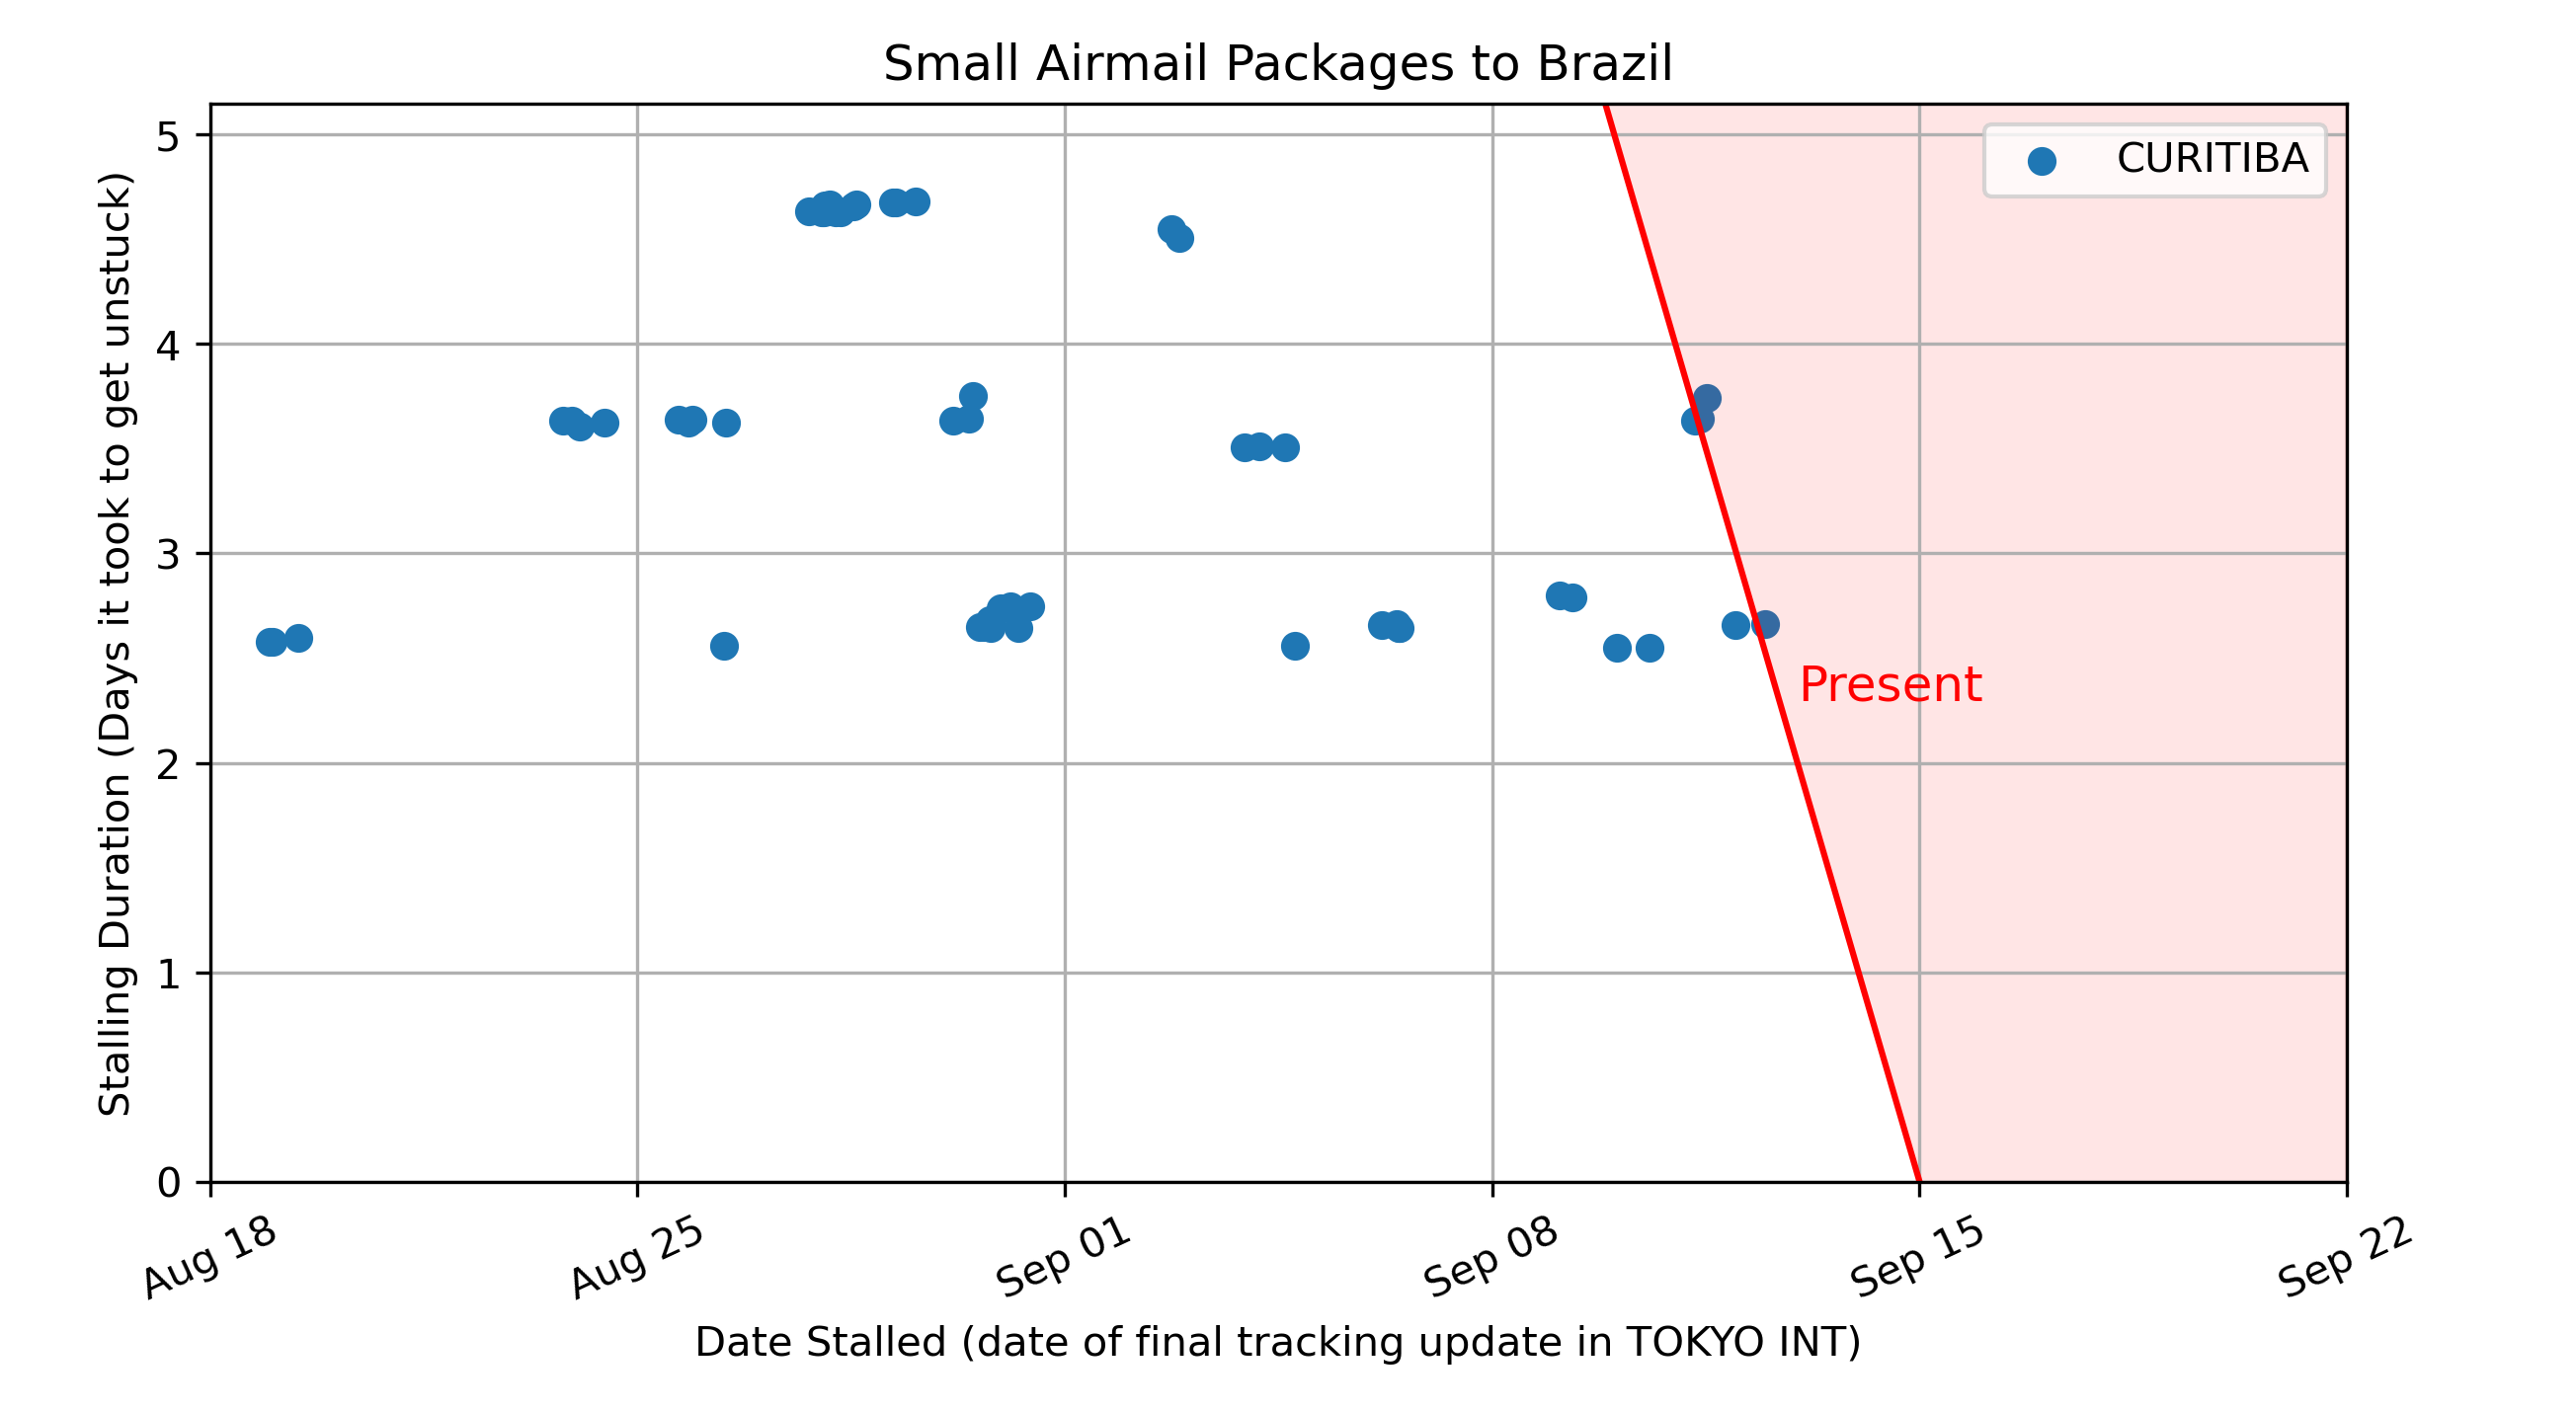 Small Airmail Packages to Brazil
Stalling Duration (Days it took to get unstuck)
5
4
3
2
1
0
CURITIBA
Present
Aug 18
Aug 25
Sep 01
Sep 08
Sep 15
Sep 22
Date Stalled (date of final tracking update in TOKYO INT)